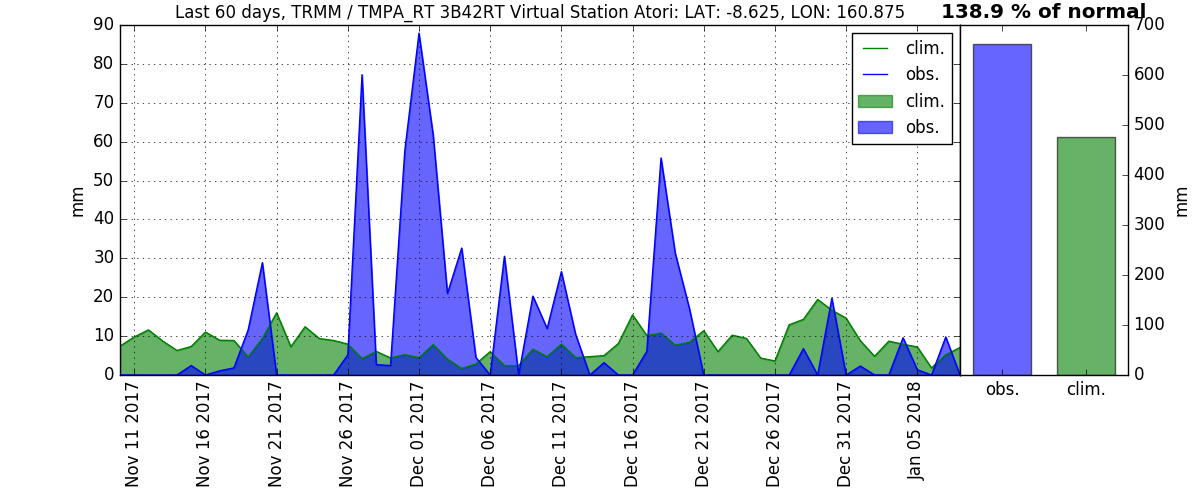 Last 60 days, TRMM / TMPA_RT 3B42RT Virtual Station Atori: LAT: -8.625, LON: 160.875
138.9 % of normal
90
80
70
60
50
40
30
20
10
0
mm
clim.
obs.
clim.
obs.
700
600
500
400
300
200
100
0
mm
obs.
clim.
Nov 11 2017
Nov 16 2017
Nov 21 2017
Nov 26 2017
Dec 01 2017
Dec 06 2017
Dec 11 2017
Dec 16 2017
Dec 21 2017
Dec 26 2017
Dec 31 2017
Jan 05 2018